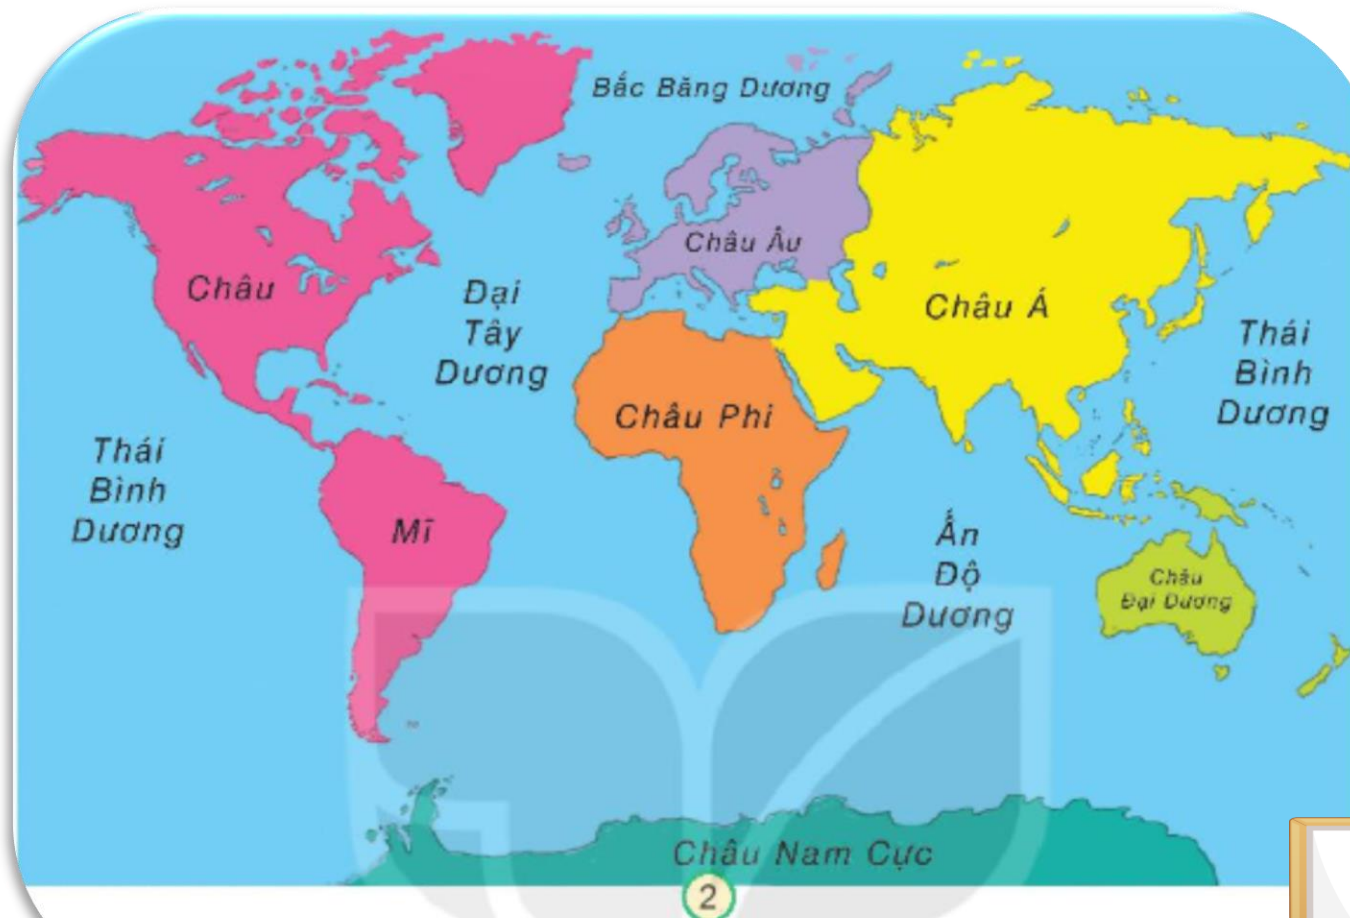 Bắc Băng Dương
Châu Âu
Châu
Đại
Tây
Dương
Châu Á
Thái
Bình
Dương
Châu Phi
Thái
Bình
Dương
Mĩ
Ấn
Độ
Dương
Châu
Đại Dương
Châu Nam Cực
2